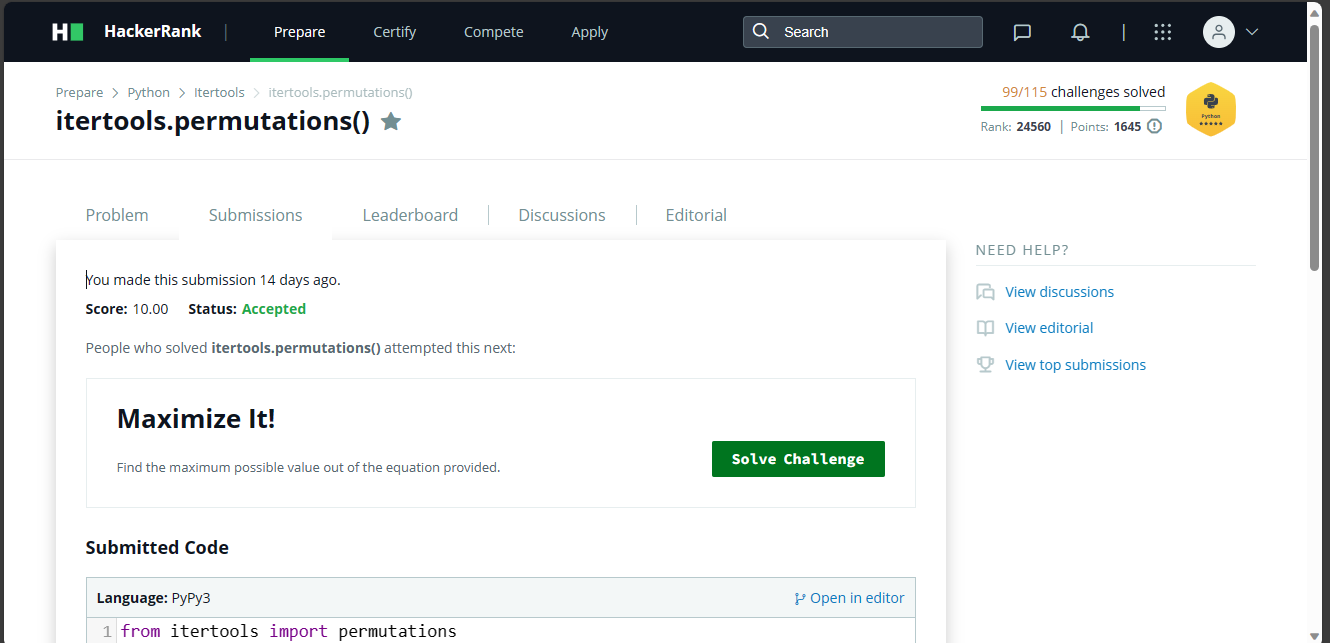 HackerRank | Prepare Certify Compete Apply Search
Prepare > Python > Itertools > itertools.permutations()
itertools.permutations()
99/115 challenges solved
Rank: 24560 | Points: 1645
Python
Problem Submissions Leaderboard Discussions Editorial
You made this submission 14 days ago.
Score: 10.00 Status: Accepted
People who solved itertools.permutations() attempted this next:
Maximize It!
Find the maximum possible value out of the equation provided.
Solve Challenge
Submitted Code
Language: PyPy3 Open in editor
1 from itertools import permutations
NEED HELP?
View discussions
View editorial
View top submissions